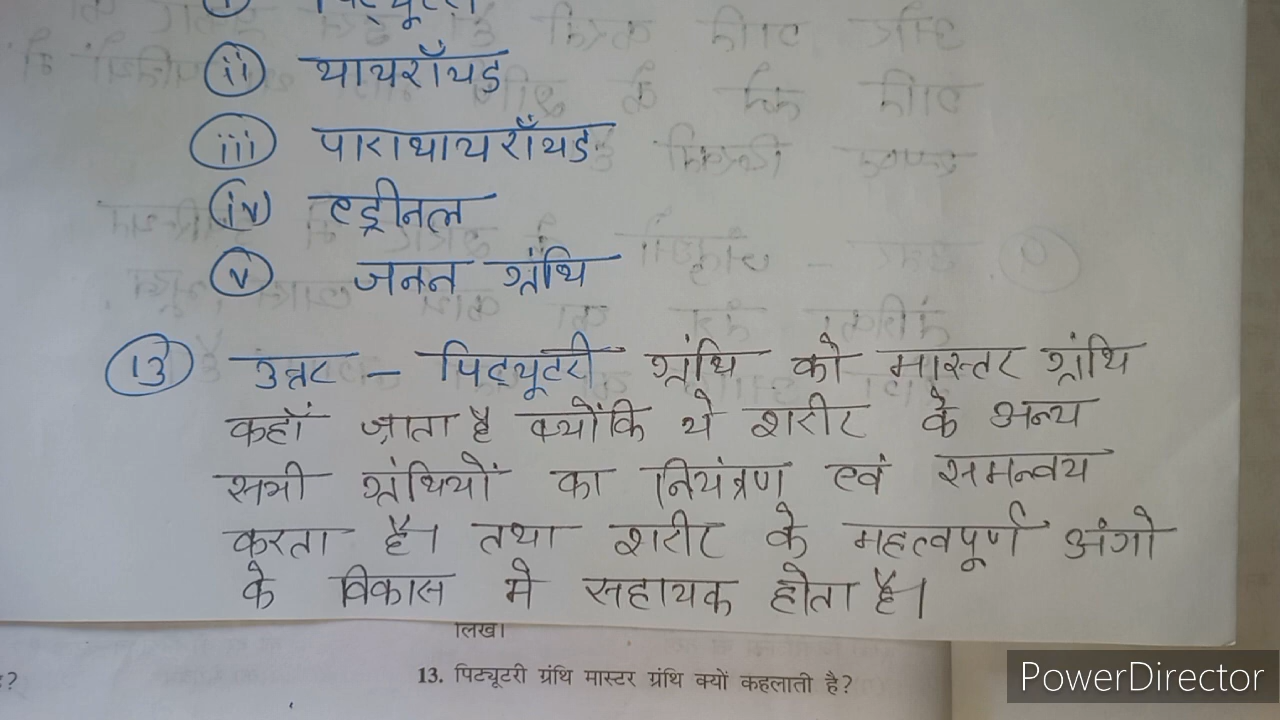 i पिट्यूटरी
ii थायरॉयड
iii पाराथायरॉयड
iv एड्रीनल
v जनन ग्रंथि
13 उत्तर – पिट्यूटरी ग्रंथि को मास्टर ग्रंथि
कहाँ जाता है क्योंकि ये शरीर के अन्य
सभी ग्रंथियों का नियंत्रण एवं समन्वय
करता है। तथा शरीर के महत्वपूर्ण अंगो
के विकास मे सहायक होता है।
लिखें।
?
13. पिट्यूटरी ग्रंथि मास्टर ग्रंथि क्यों कहलाती है?
PowerDirector